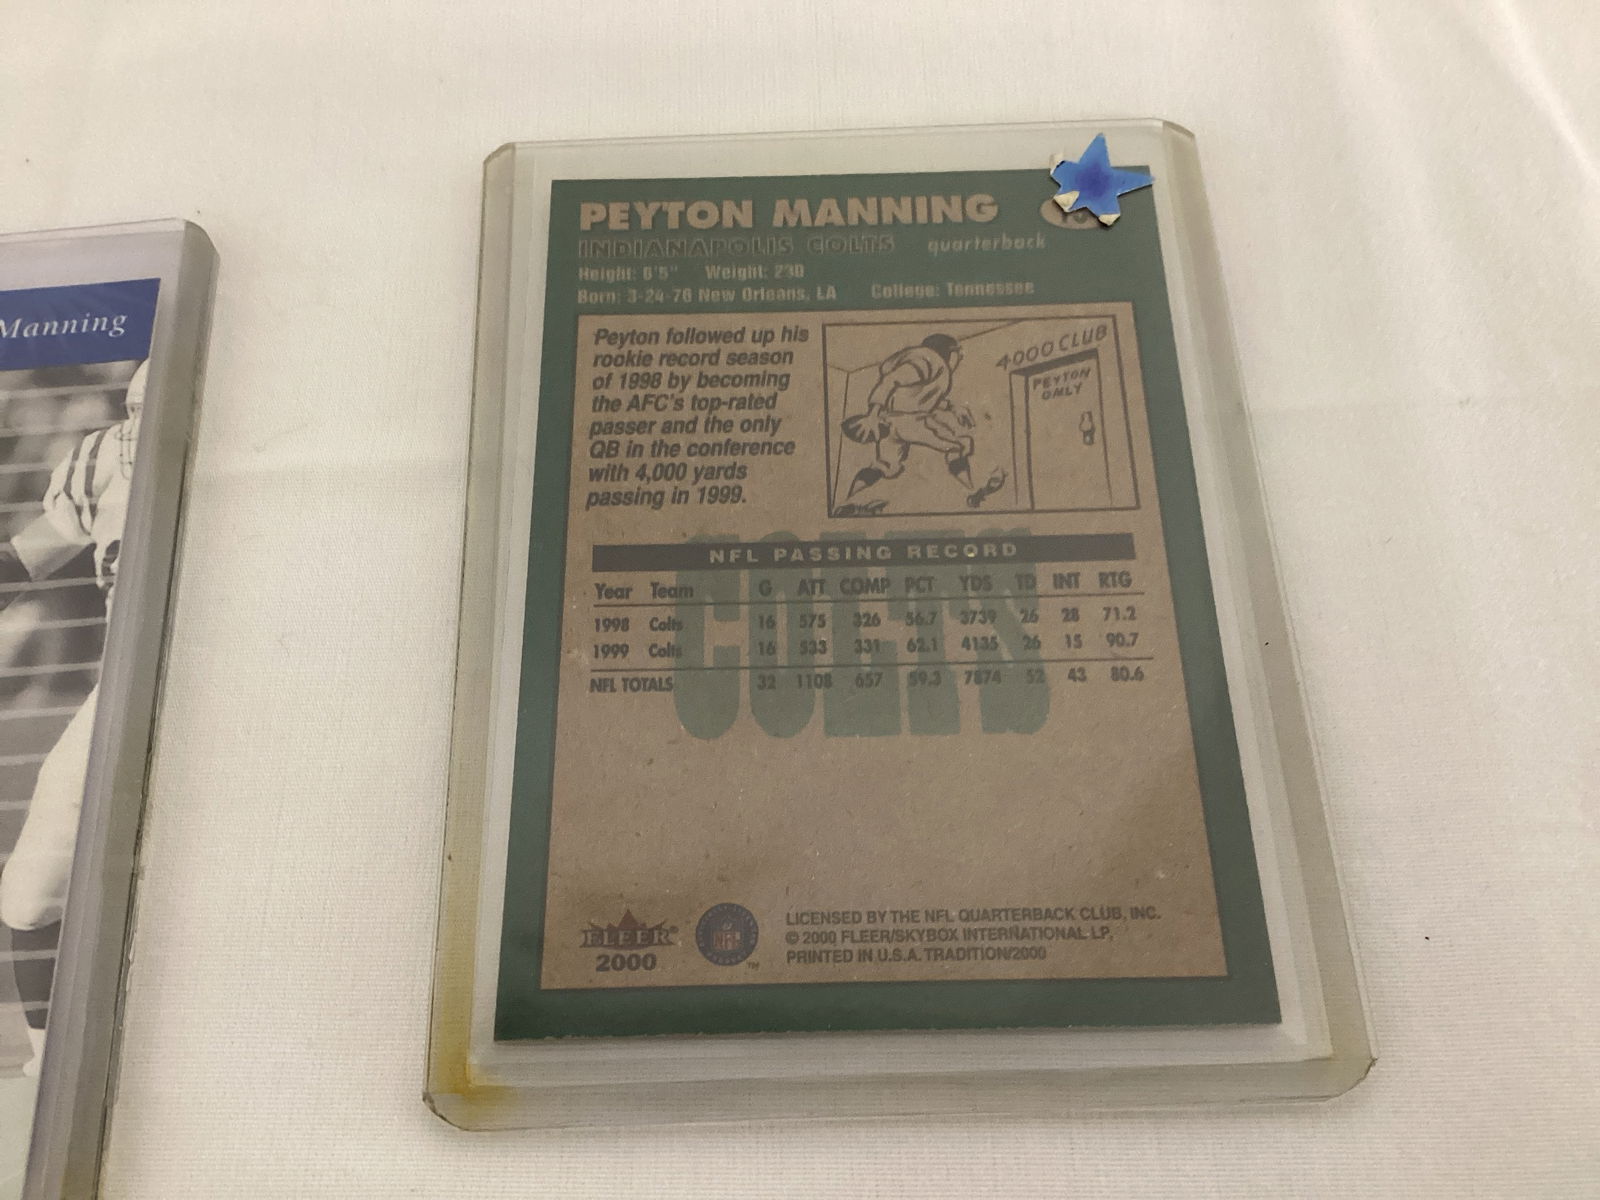 Manning
PEYTON MANNING
INDIANAPOLIS COLTS quarterback
Height: 6'5" Weight: 230
Born: 3-24-76 New Orleans, LA College: Tennessee
Peyton followed up his
rookie record season
of 1998 by becoming
the AFC's top-rated
passer and the only
QB in the conference
with 4,000 yards
passing in 1999.
4000 CLUB
PEYTON
ONLY
COLTS
NFL PASSING RECORD
Year Team G ATT COMP PCT YDS TD INT RTG
1998 Colts 16 575 326 56.7 3739 26 28 71.2
1999 Colts 16 533 331 62.1 4135 26 15 90.7
NFL TOTALS 32 1108 657 59.3 7874 52 43 80.6
FLEER
2000
NFL
TM
LICENSED BY THE NFL QUARTERBACK CLUB, INC.
© 2000 FLEER/SKYBOX INTERNATIONAL LP,
PRINTED IN U.S.A. TRADITION/2000